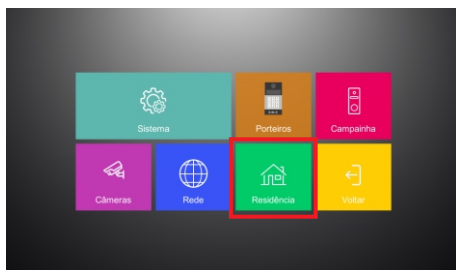 Sistema
Porteiros
Campainha
Câmeras
Rede
Residência
Voltar